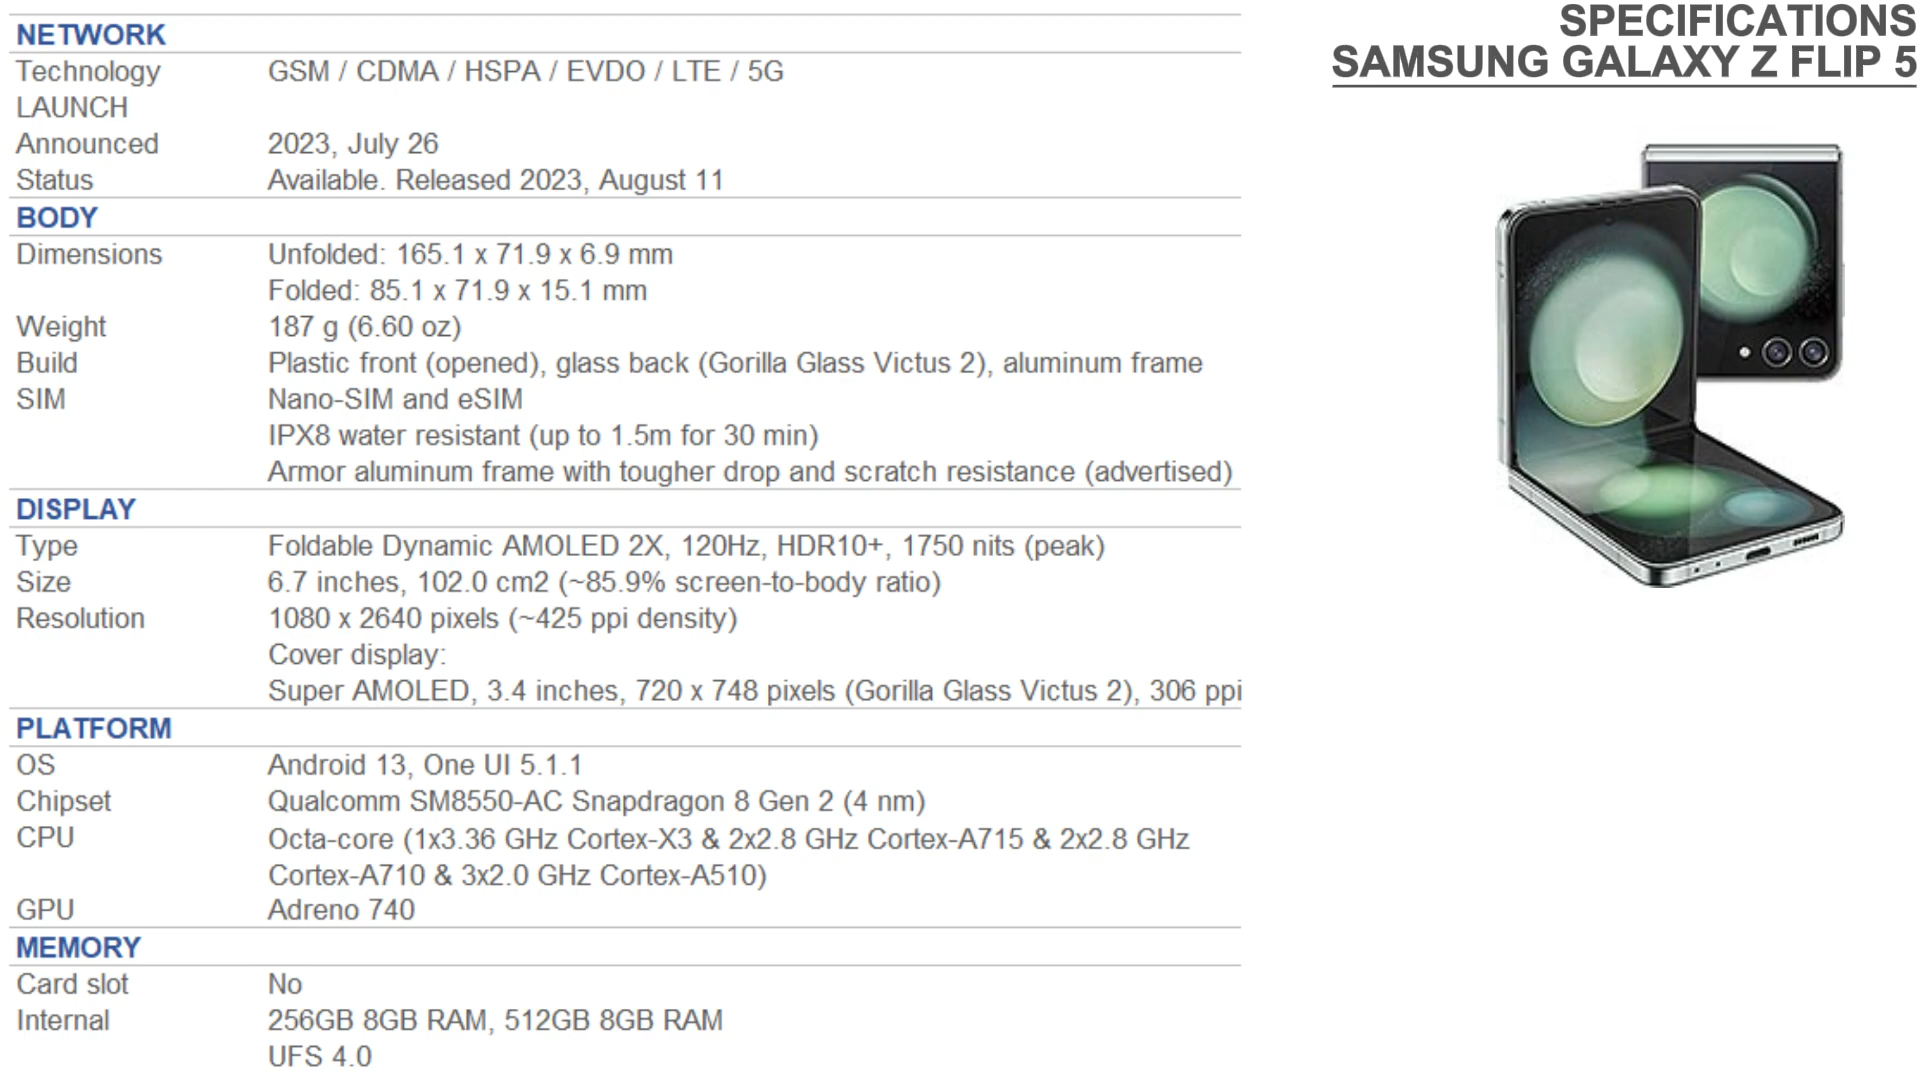 SPECIFICATIONS
SAMSUNG GALAXY Z FLIP 5
NETWORK
Technology GSM / CDMA / HSPA / EVDO / LTE / 5G
LAUNCH
Announced 2023, July 26
Status Available. Released 2023, August 11
BODY
Dimensions Unfolded: 165.1 x 71.9 x 6.9 mm
Folded: 85.1 x 71.9 x 15.1 mm
Weight 187 g (6.60 oz)
Build Plastic front (opened), glass back (Gorilla Glass Victus 2), aluminum frame
SIM Nano-SIM and eSIM
IPX8 water resistant (up to 1.5m for 30 min)
Armor aluminum frame with tougher drop and scratch resistance (advertised)
DISPLAY
Type Foldable Dynamic AMOLED 2X, 120Hz, HDR10+, 1750 nits (peak)
Size 6.7 inches, 102.0 cm2 (~85.9% screen-to-body ratio)
Resolution 1080 x 2640 pixels (~425 ppi density)
Cover display:
Super AMOLED, 3.4 inches, 720 x 748 pixels (Gorilla Glass Victus 2), 306 ppi
PLATFORM
OS Android 13, One UI 5.1.1
Chipset Qualcomm SM8550-AC Snapdragon 8 Gen 2 (4 nm)
CPU Octa-core (1x3.36 GHz Cortex-X3 & 2x2.8 GHz Cortex-A715 & 2x2.8 GHz
Cortex-A710 & 3x2.0 GHz Cortex-A510)
GPU Adreno 740
MEMORY
Card slot No
Internal 256GB 8GB RAM, 512GB 8GB RAM
UFS 4.0